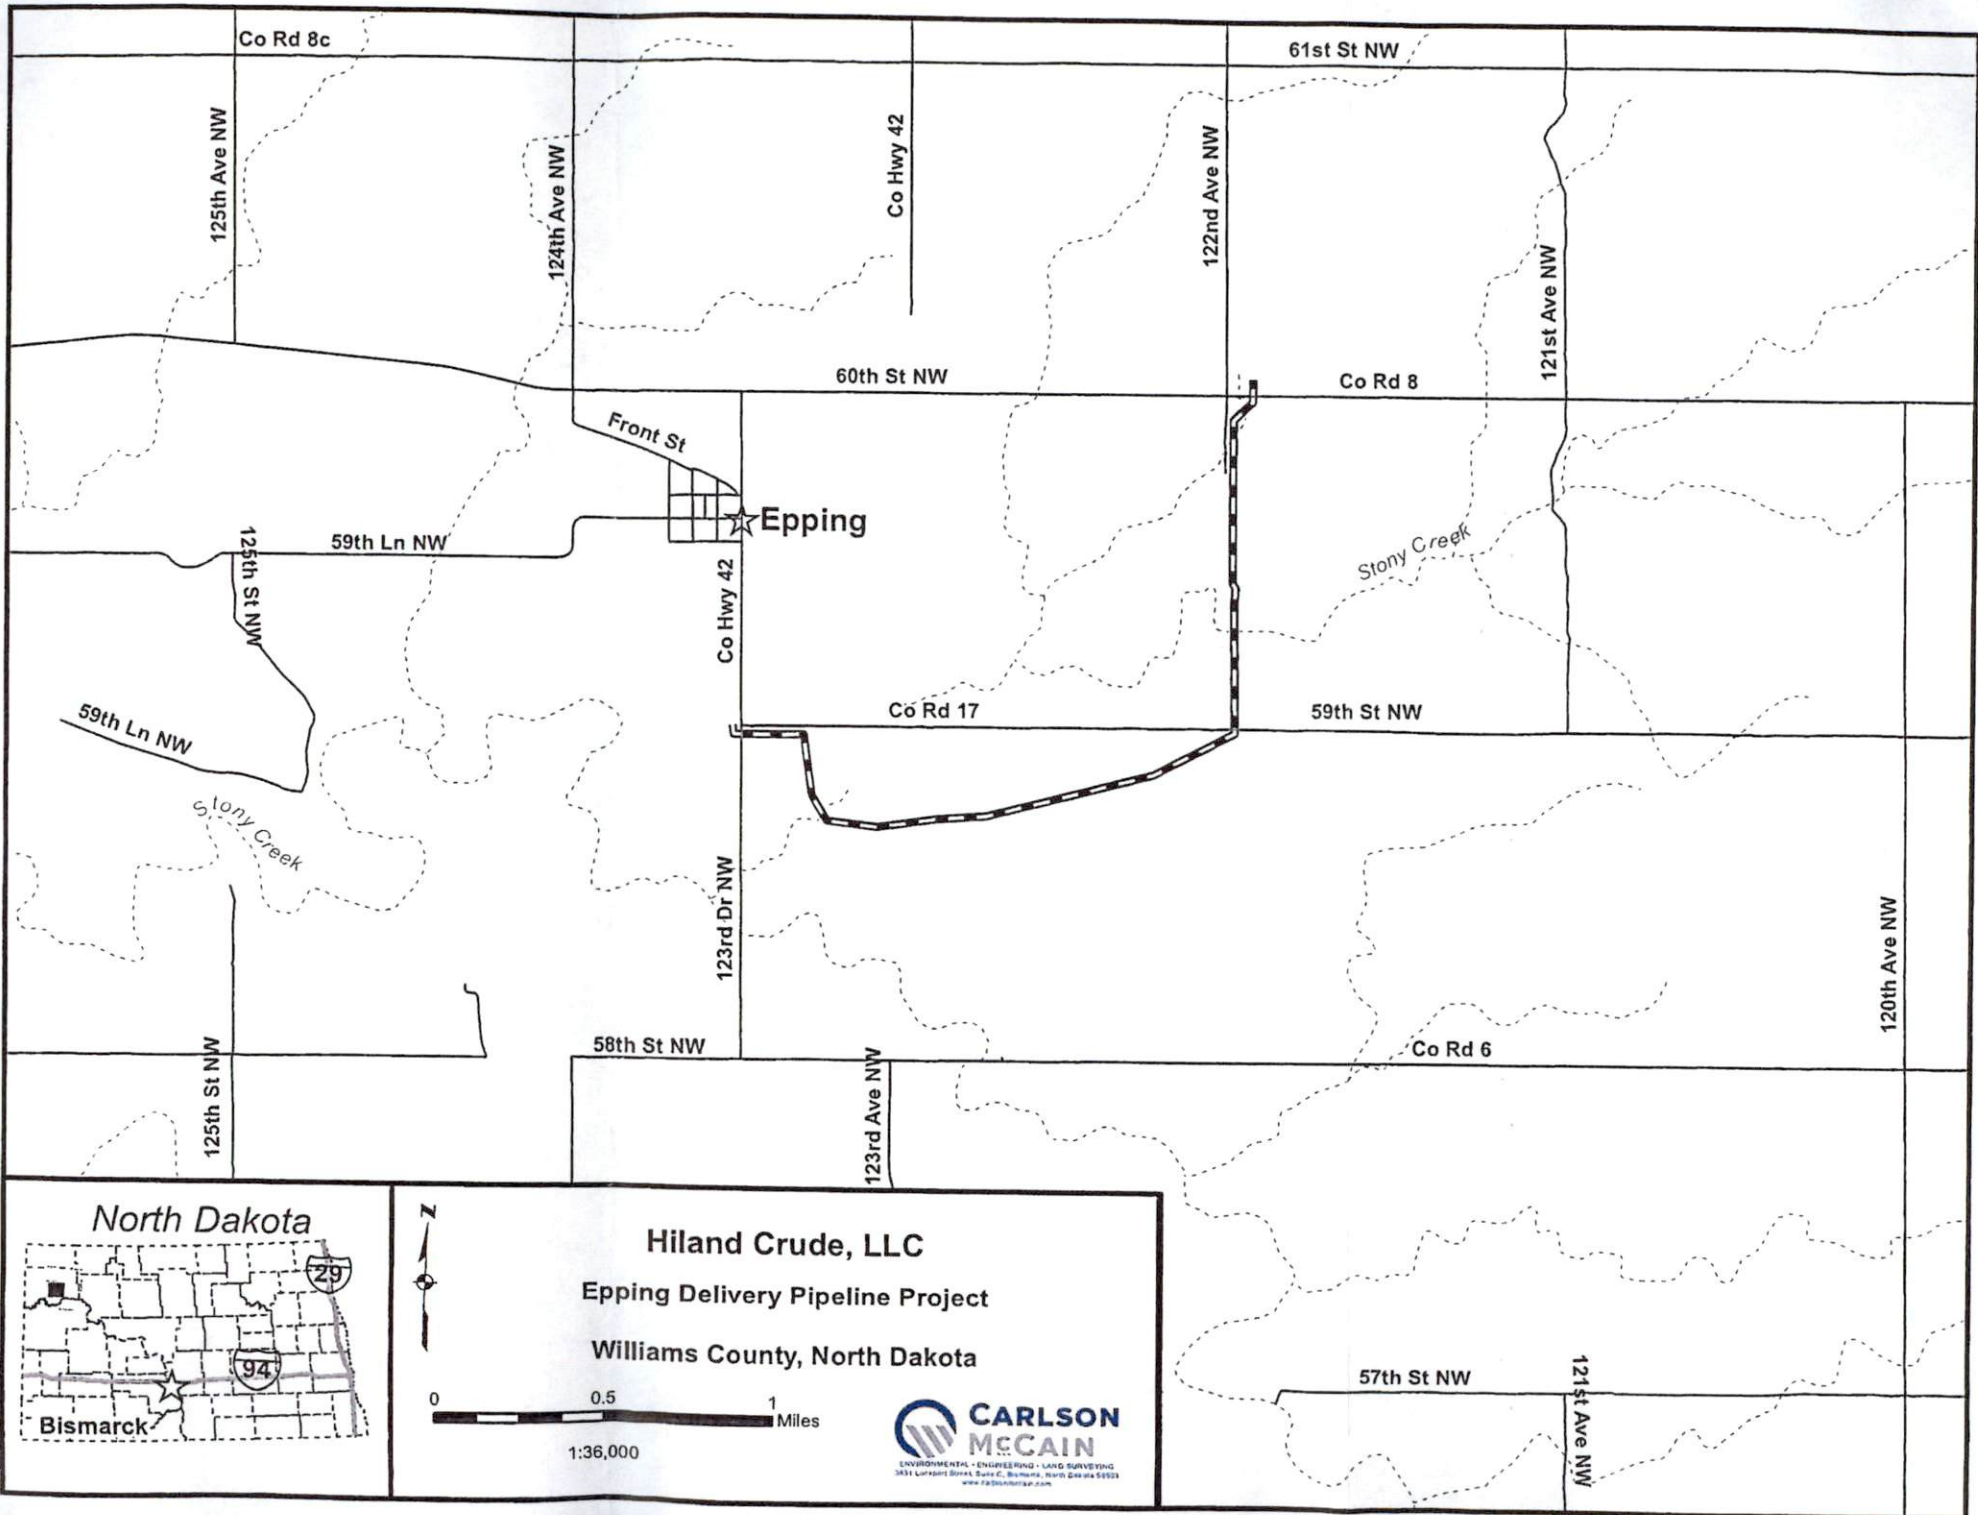 Co Rd 8c
61st St NW
125th Ave NW
124th Ave NW
Co Hwy 42
122nd Ave NW
121st Ave NW
60th St NW
Co Rd 8
Front St
Epping
59th Ln NW
125th St NW
Co Hwy 42
Stony Creek
59th Ln NW
Co Rd 17
59th St NW
Stony Creek
123rd Dr NW
120th Ave NW
58th St NW
Co Rd 6
125th St NW
123rd Ave NW
57th St NW
121st Ave NW
North Dakota
29
94
Bismarck
N
Hiland Crude, LLC
Epping Delivery Pipeline Project
Williams County, North Dakota
0 0.5 1
Miles
1:36,000
CARLSON
McCAIN
ENVIRONMENTAL • ENGINEERING • LAND SURVEYING